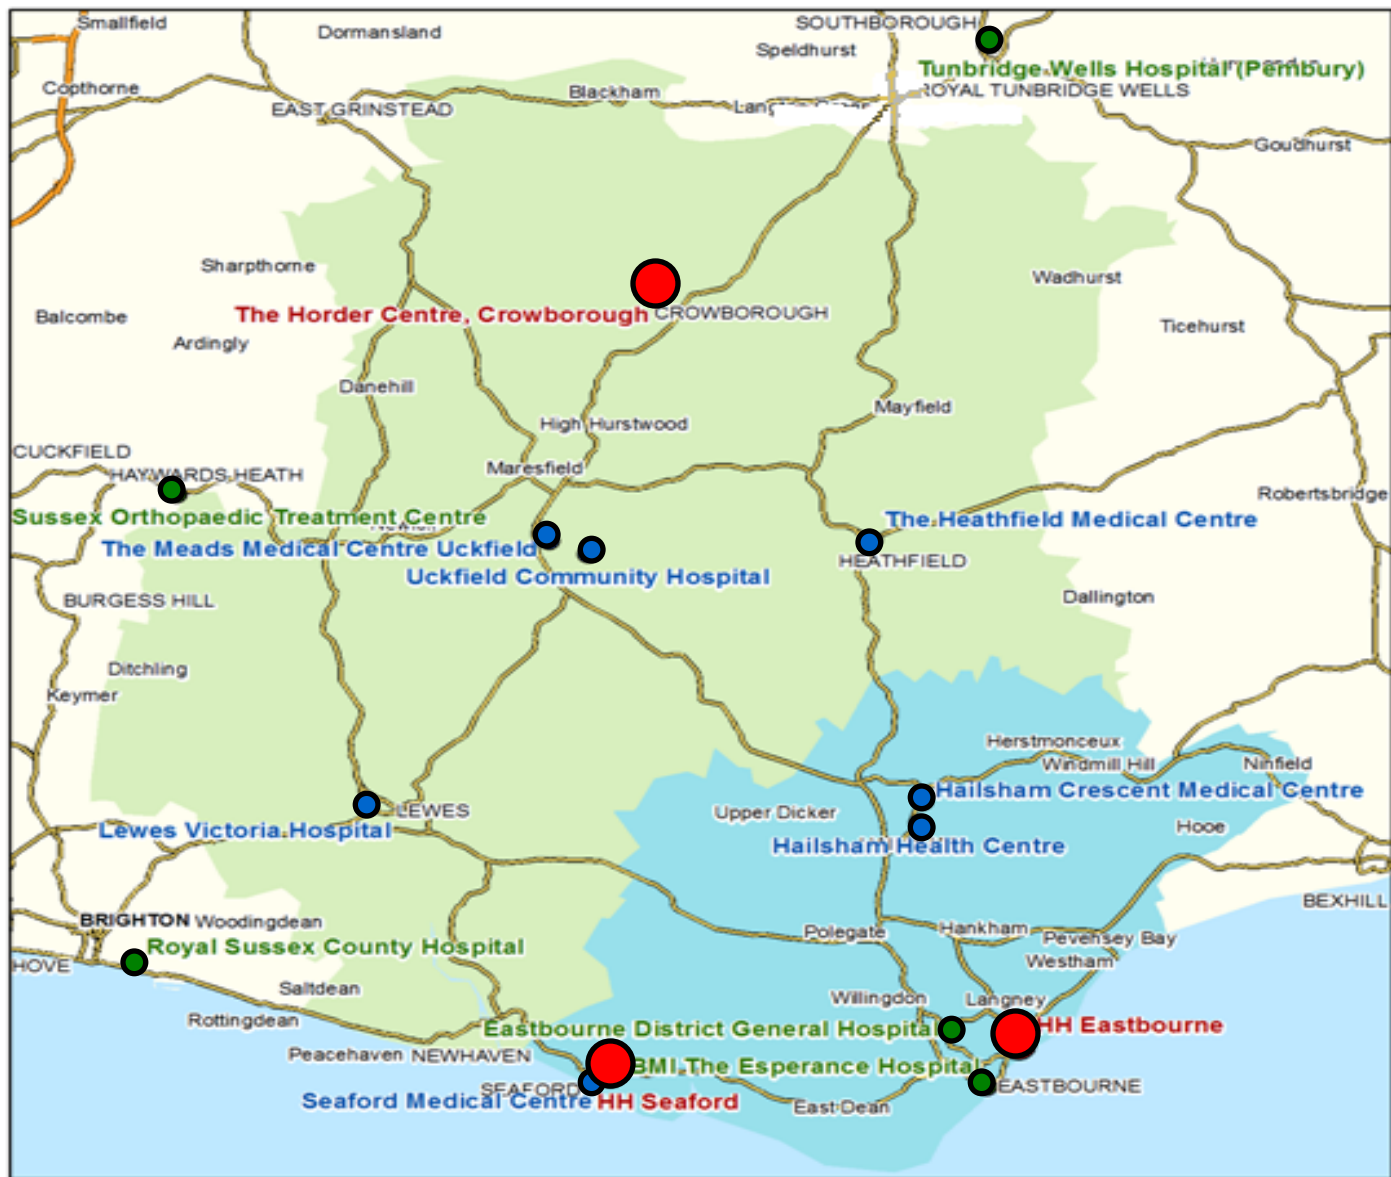 Smallfield
Dormansland
SOUTHBOROUGH
Speldhurst
Tunbridge Wells Hospital (Pembury)
Copthorne
Blackham
ROYAL TUNBRIDGE WELLS
EAST GRINSTEAD
Goudhurst
Sharpthorne
Wadhurst
The Horder Centre, Crowborough
CROWBOROUGH
Balcombe
Ticehurst
Ardingly
Danehill
Mayfield
High Hurstwood
CUCKFIELD
Maresfield
HAYWARDS HEATH
Robertsbridge
Sussex Orthopaedic Treatment Centre
The Heathfield Medical Centre
The Meads Medical Centre Uckfield
HEATHFIELD
Uckfield Community Hospital
Dallington
BURGESS HILL
Ditchling
Keymer
Herstmonceux
Windmill Hill
Ninfield
Hailsham Crescent Medical Centre
LEWES
Upper Dicker
Hooe
Lewes Victoria Hospital
Hailsham Health Centre
BEXHILL
BRIGHTON
Woodingdean
Hankham
Polegate
Pevensey Bay
Royal Sussex County Hospital
Westham
HOVE
Saltdean
Willingdon
Langney
Rottingdean
Eastbourne District General Hospital
HH Eastbourne
Peacehaven
NEWHAVEN
BMI The Esperance Hospital
SEAFORD
EASTBOURNE
Seaford Medical Centre
HH Seaford
East Dean